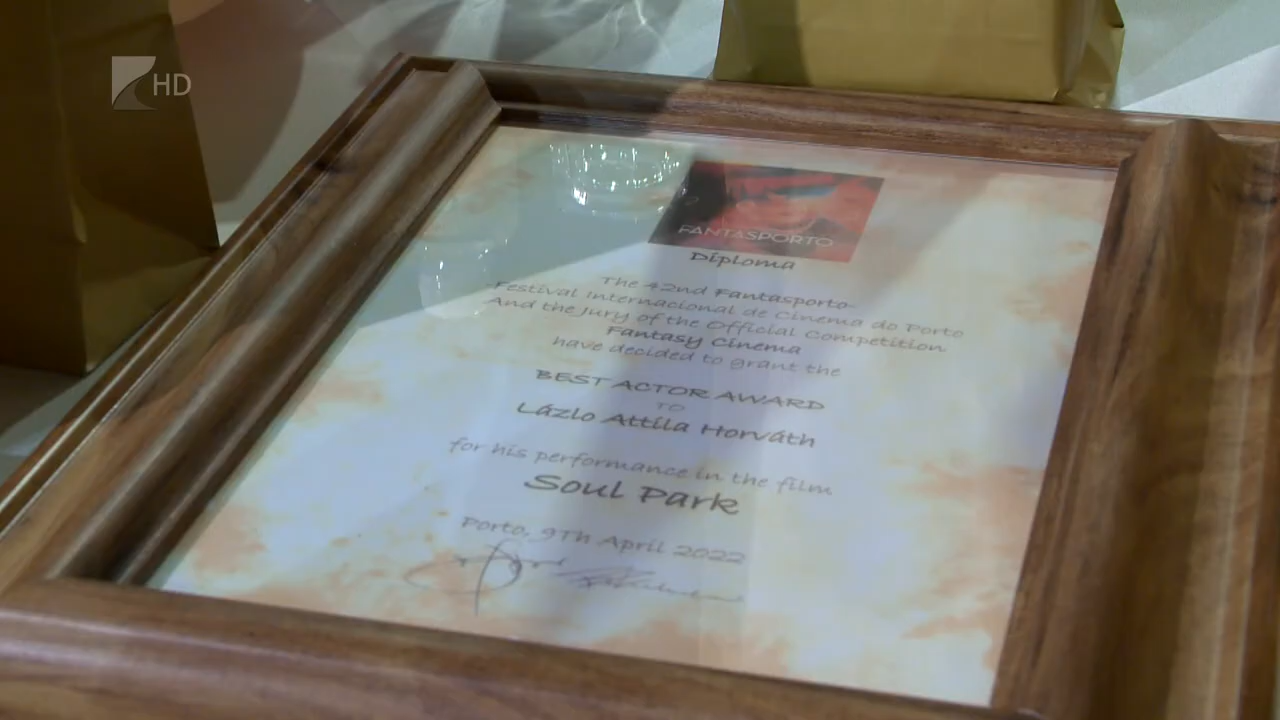 HD
FANTASPORTO
Diploma
The 42nd Fantasporto-
Festival Internacional de Cinema do Porto
And the Jury of the Official Competition
Fantasy Cinema
have decided to grant the
BEST ACTOR AWARD
TO
Lázlo Attila Horváth
for his performance in the film
Soul Park
Porto, 9Th April 2022